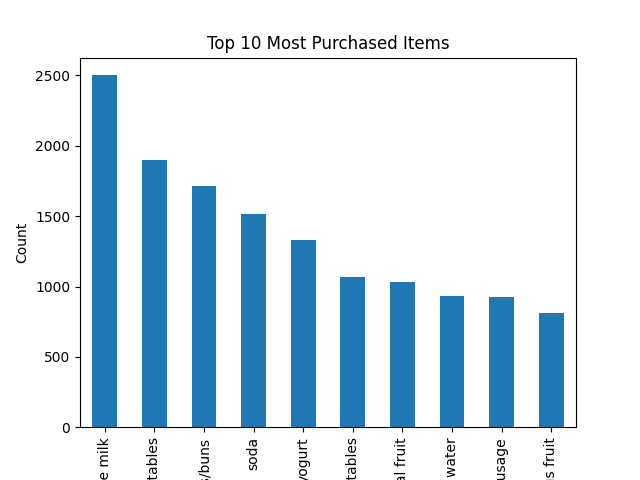 Top 10 Most Purchased Items
Count
2500
2000
1500
1000
500
0
e milk
tables
s/buns
soda
yogurt
tables
al fruit
water
usage
s fruit